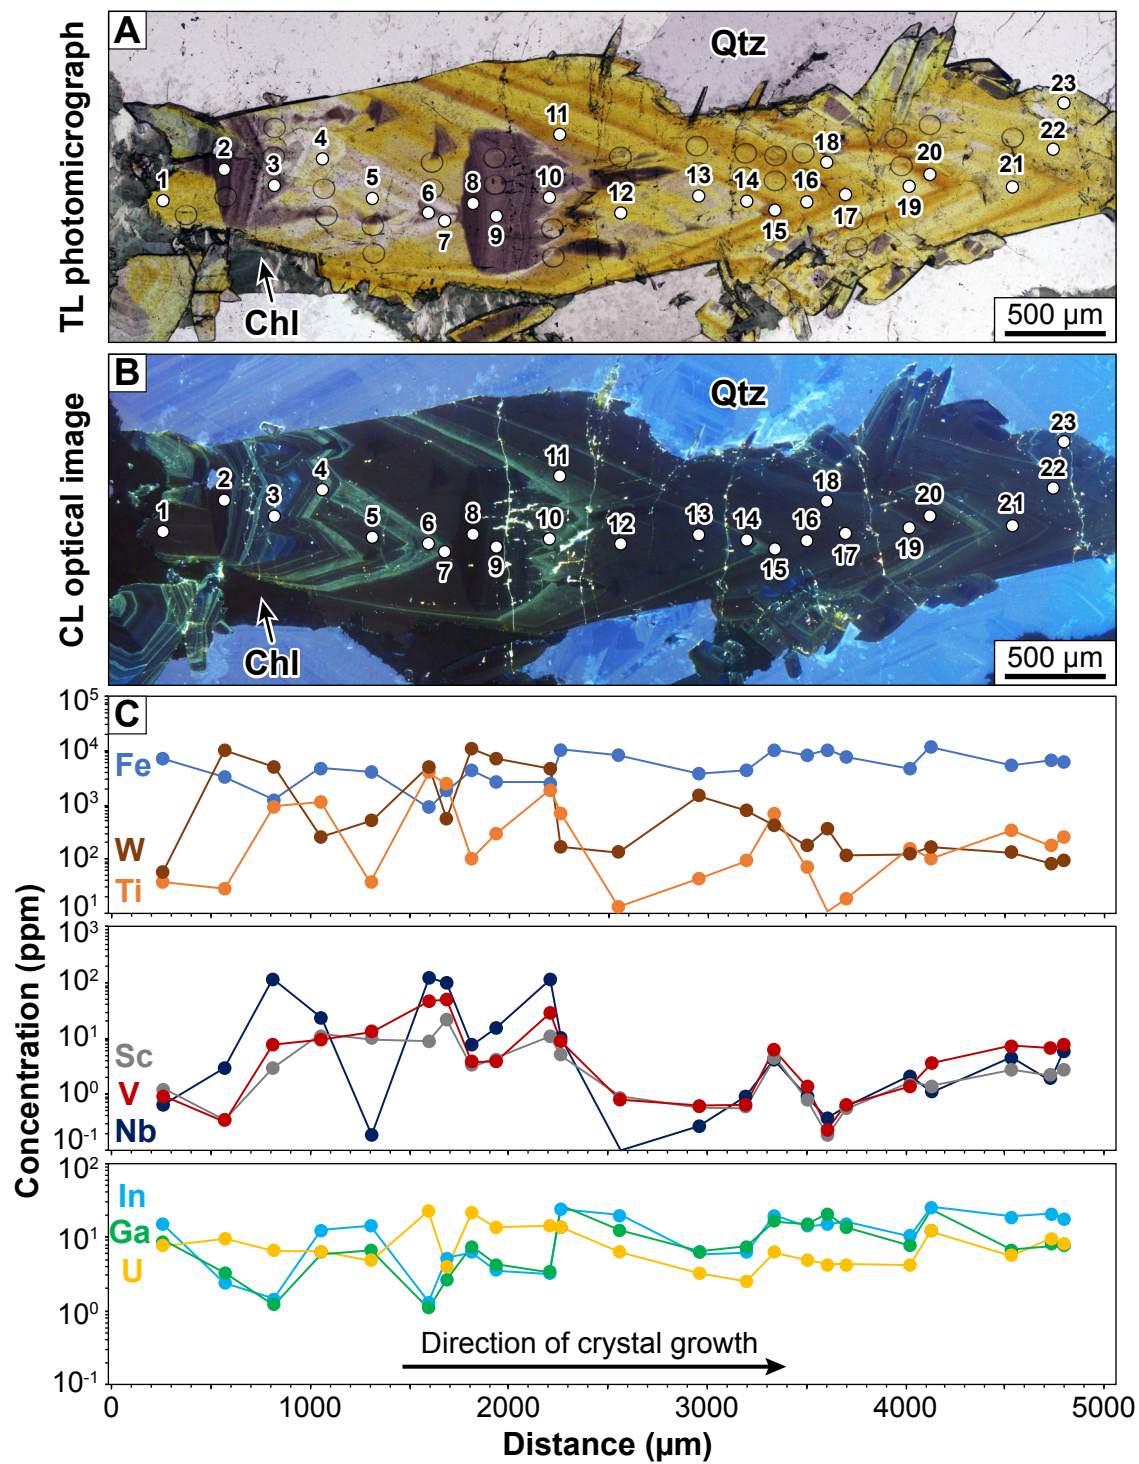 A
TL photomicrograph
Qtz
1
2
3
4
5
6
7
8
9
10
11
12
13
14
15
16
17
18
19
20
21
22
23
Chl
500 µm
B
CL optical image
Qtz
1
2
3
4
5
6
7
8
9
10
11
12
13
14
15
16
17
18
19
20
21
22
23
Chl
500 µm
C
Concentration (ppm)
10⁵
10⁴
10³
10²
10¹
Fe
W
Ti
10³
10²
10¹
10⁰
10⁻¹
Sc
V
Nb
10²
10¹
10⁰
10⁻¹
In
Ga
U
Direction of crystal growth
0 1000 2000 3000 4000 5000
Distance (µm)